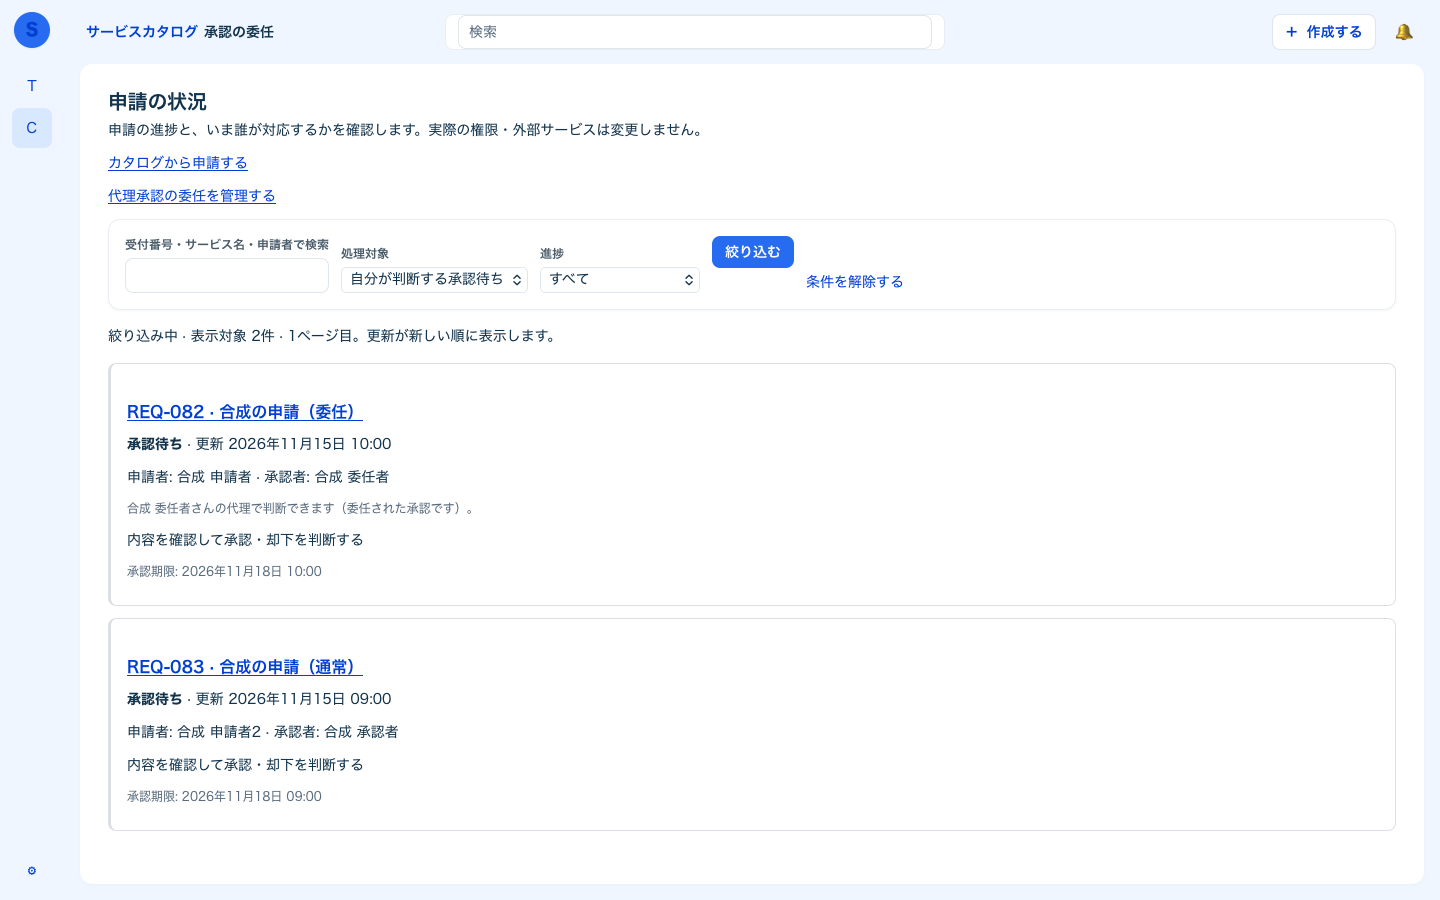 S
サービスカタログ 承認の委任
検索
+ 作成する
T
C
申請の状況
申請の進捗と、いま誰が対応するかを確認します。実際の権限・外部サービスは変更しません。
カタログから申請する
代理承認の委任を管理する
受付番号・サービス名・申請者で検索
処理対象
自分が判断する承認待ち
進捗
すべて
絞り込む
条件を解除する
絞り込み中 · 表示対象 2件 · 1ページ目。更新が新しい順に表示します。
REQ-082 · 合成の申請（委任）
承認待ち · 更新 2026年11月15日 10:00
申請者: 合成 申請者 · 承認者: 合成 委任者
合成 委任者さんの代理で判断できます（委任された承認です）。
内容を確認して承認・却下を判断する
承認期限: 2026年11月18日 10:00
REQ-083 · 合成の申請（通常）
承認待ち · 更新 2026年11月15日 09:00
申請者: 合成 申請者2 · 承認者: 合成 承認者
内容を確認して承認・却下を判断する
承認期限: 2026年11月18日 09:00